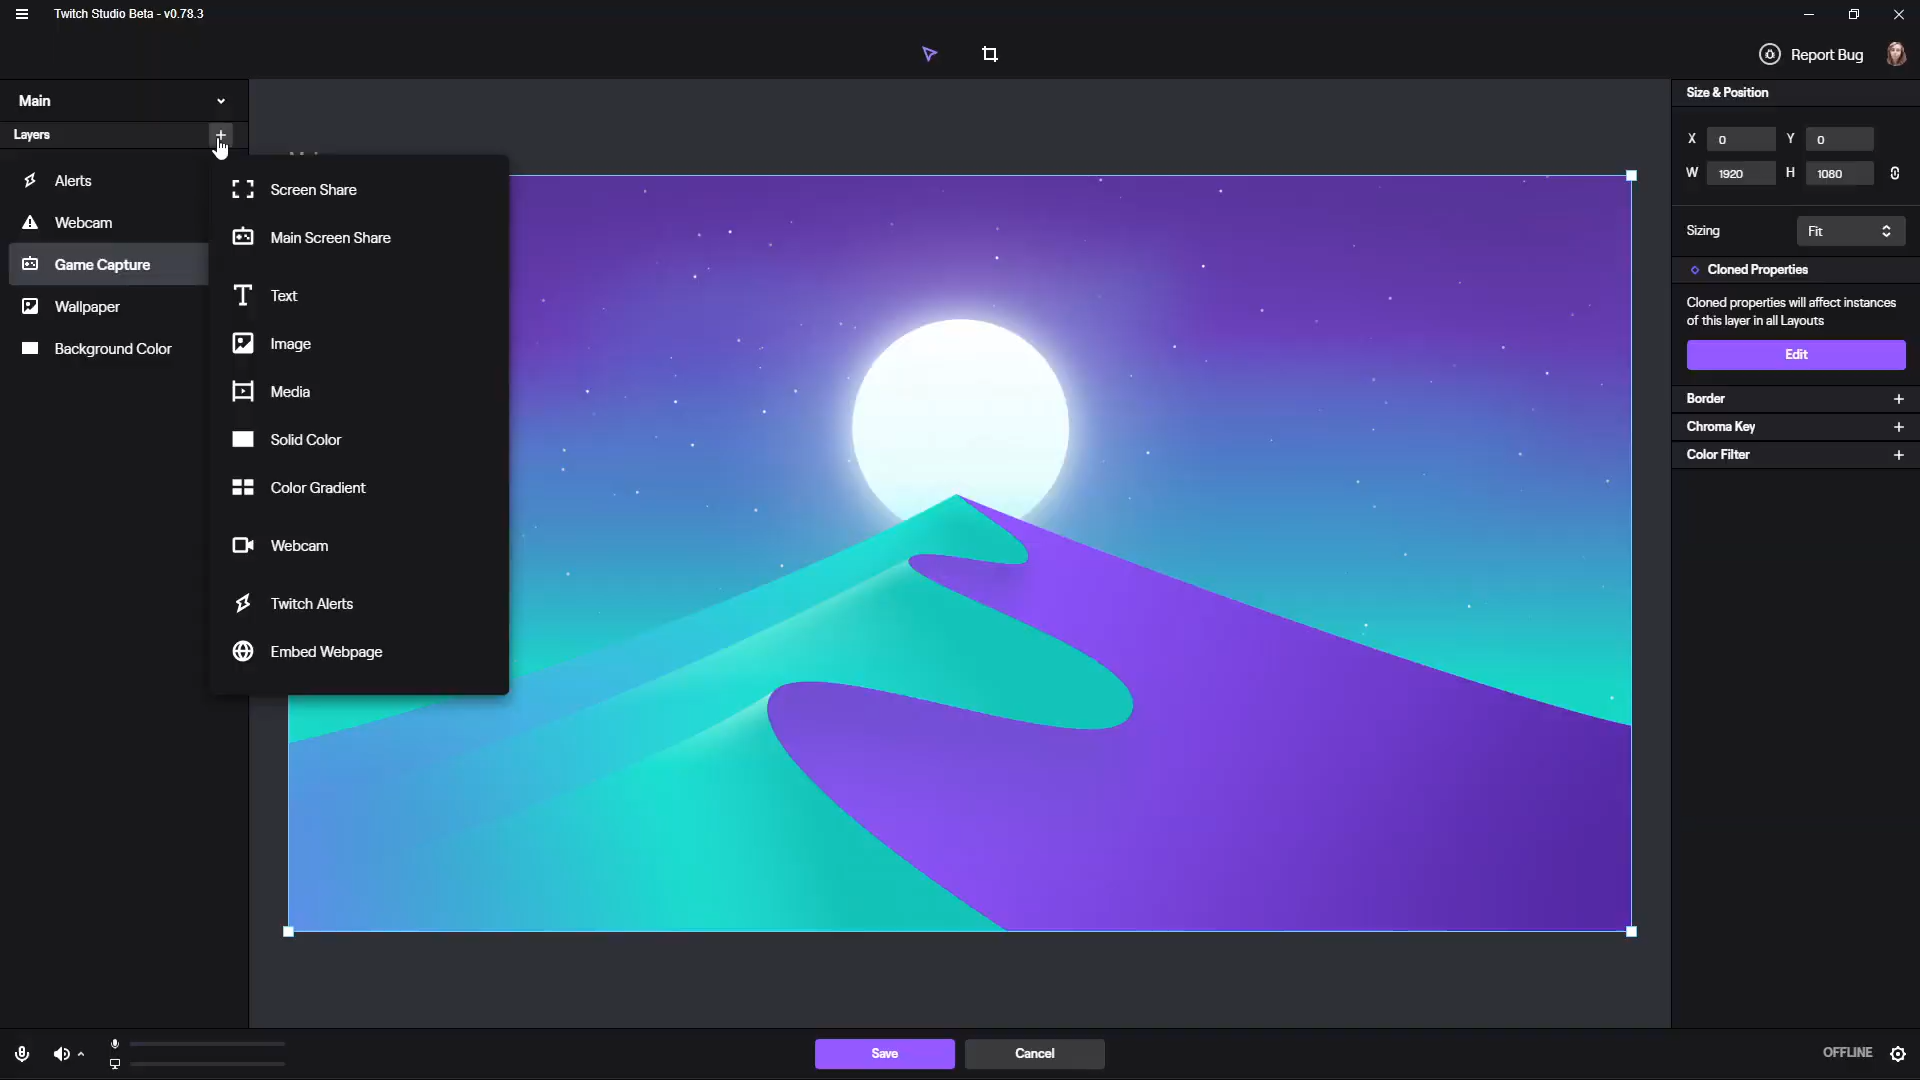 Twitch Studio Beta - v0.78.3
Report Bug
Main
Layers
Alerts
Webcam
Game Capture
Wallpaper
Background Color
Screen Share
Main Screen Share
Text
Image
Media
Solid Color
Color Gradient
Webcam
Twitch Alerts
Embed Webpage
Size & Position
X 0 Y 0
W 1920 H 1080
Sizing Fit
Cloned Properties
Cloned properties will affect instances
of this layer in all Layouts
Edit
Border
Chroma Key
Color Filter
Save Cancel
OFFLINE